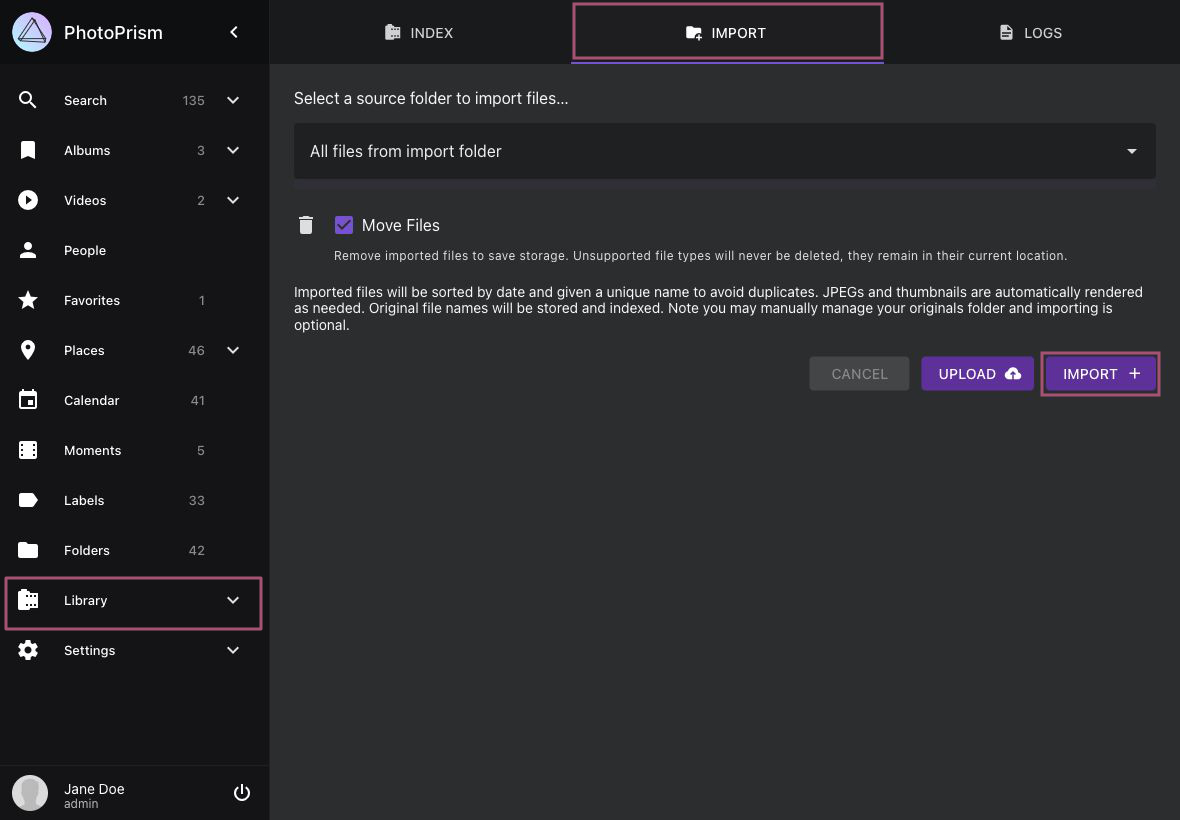 PhotoPrism
INDEX
IMPORT
LOGS
Search 135
Albums 3
Videos 2
People
Favorites 1
Places 46
Calendar 41
Moments 5
Labels 33
Folders 42
Library
Settings
Jane Doe
admin
Select a source folder to import files...
All files from import folder
Move Files
Remove imported files to save storage. Unsupported file types will never be deleted, they remain in their current location.
Imported files will be sorted by date and given a unique name to avoid duplicates. JPEGs and thumbnails are automatically rendered
as needed. Original file names will be stored and indexed. Note you may manually manage your originals folder and importing is
optional.
CANCEL
UPLOAD
IMPORT